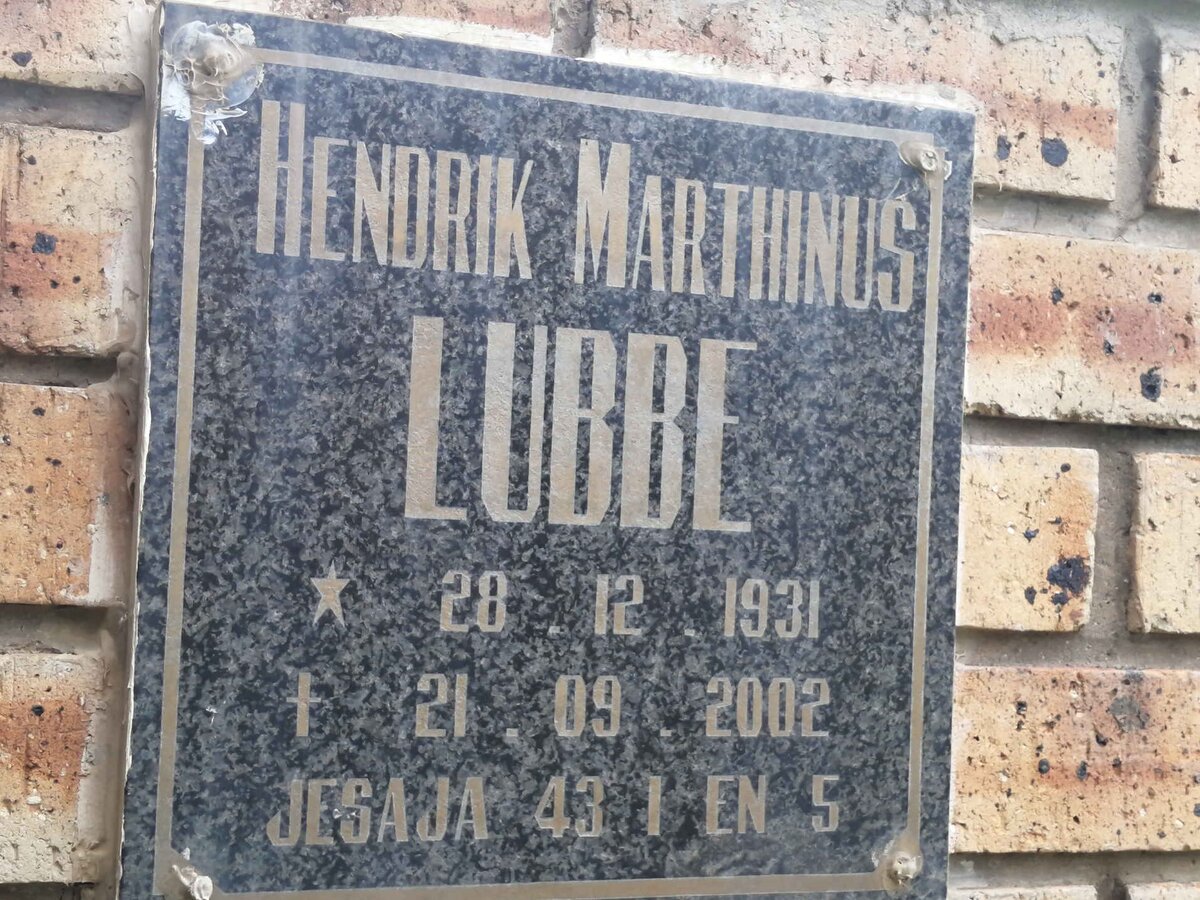 HENDRIK MARTHINUS
LUBBE
★ 28 . 12 . 1931
† 21 . 09 . 2002
JESAJA 43 1 EN 5